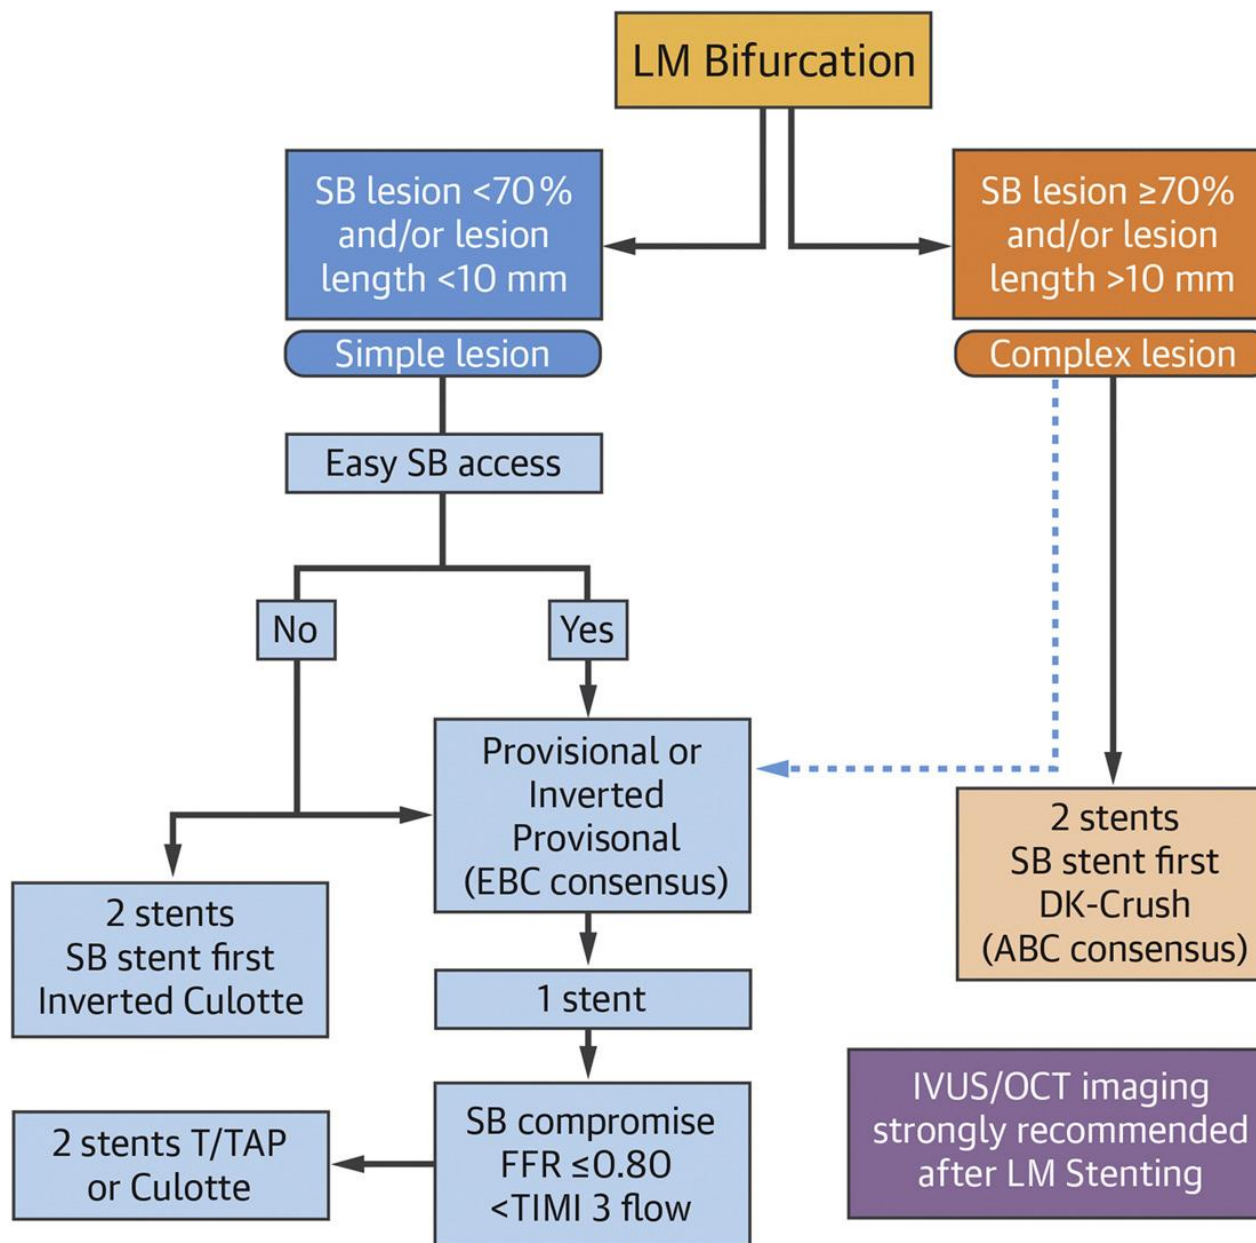 LM Bifurcation
SB lesion <70%
and/or lesion
length <10 mm
SB lesion ≥70%
and/or lesion
length >10 mm
Simple lesion
Complex lesion
Easy SB access
No
Yes
Provisional or
Inverted
Provisonal
(EBC consensus)
2 stents
SB stent first
DK-Crush
(ABC consensus)
2 stents
SB stent first
Inverted Culotte
1 stent
IVUS/OCT imaging
strongly recommended
after LM Stenting
SB compromise
FFR ≤0.80
<TIMI 3 flow
2 stents T/TAP
or Culotte